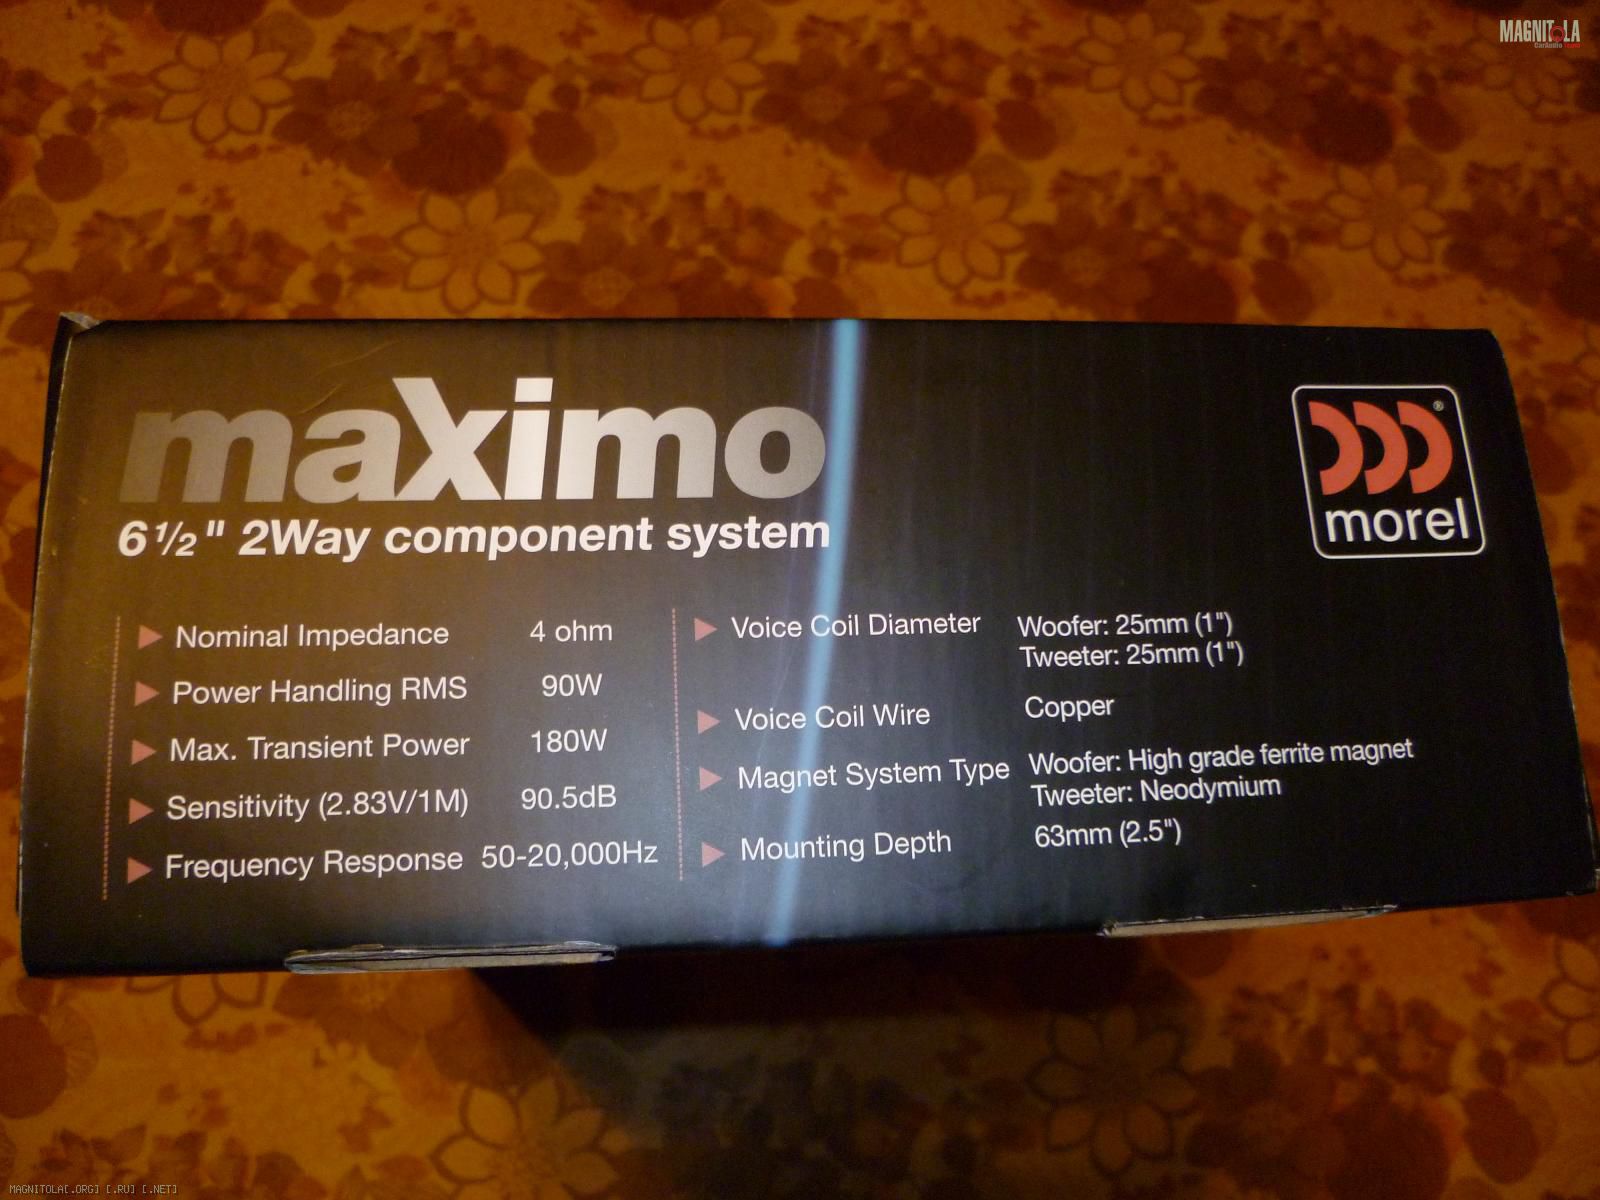 MAGNITOLA
CarAudio
maximo
6½" 2Way component system
morel®
Nominal Impedance 4 ohm
Power Handling RMS 90W
Max. Transient Power 180W
Sensitivity (2.83V/1M) 90.5dB
Frequency Response 50-20,000Hz
Voice Coil Diameter Woofer: 25mm (1")
Tweeter: 25mm (1")
Voice Coil Wire Copper
Magnet System Type Woofer: High grade ferrite magnet
Tweeter: Neodymium
Mounting Depth 63mm (2.5")
MAGNITOLA[.ORG] [.RU] [.NET]